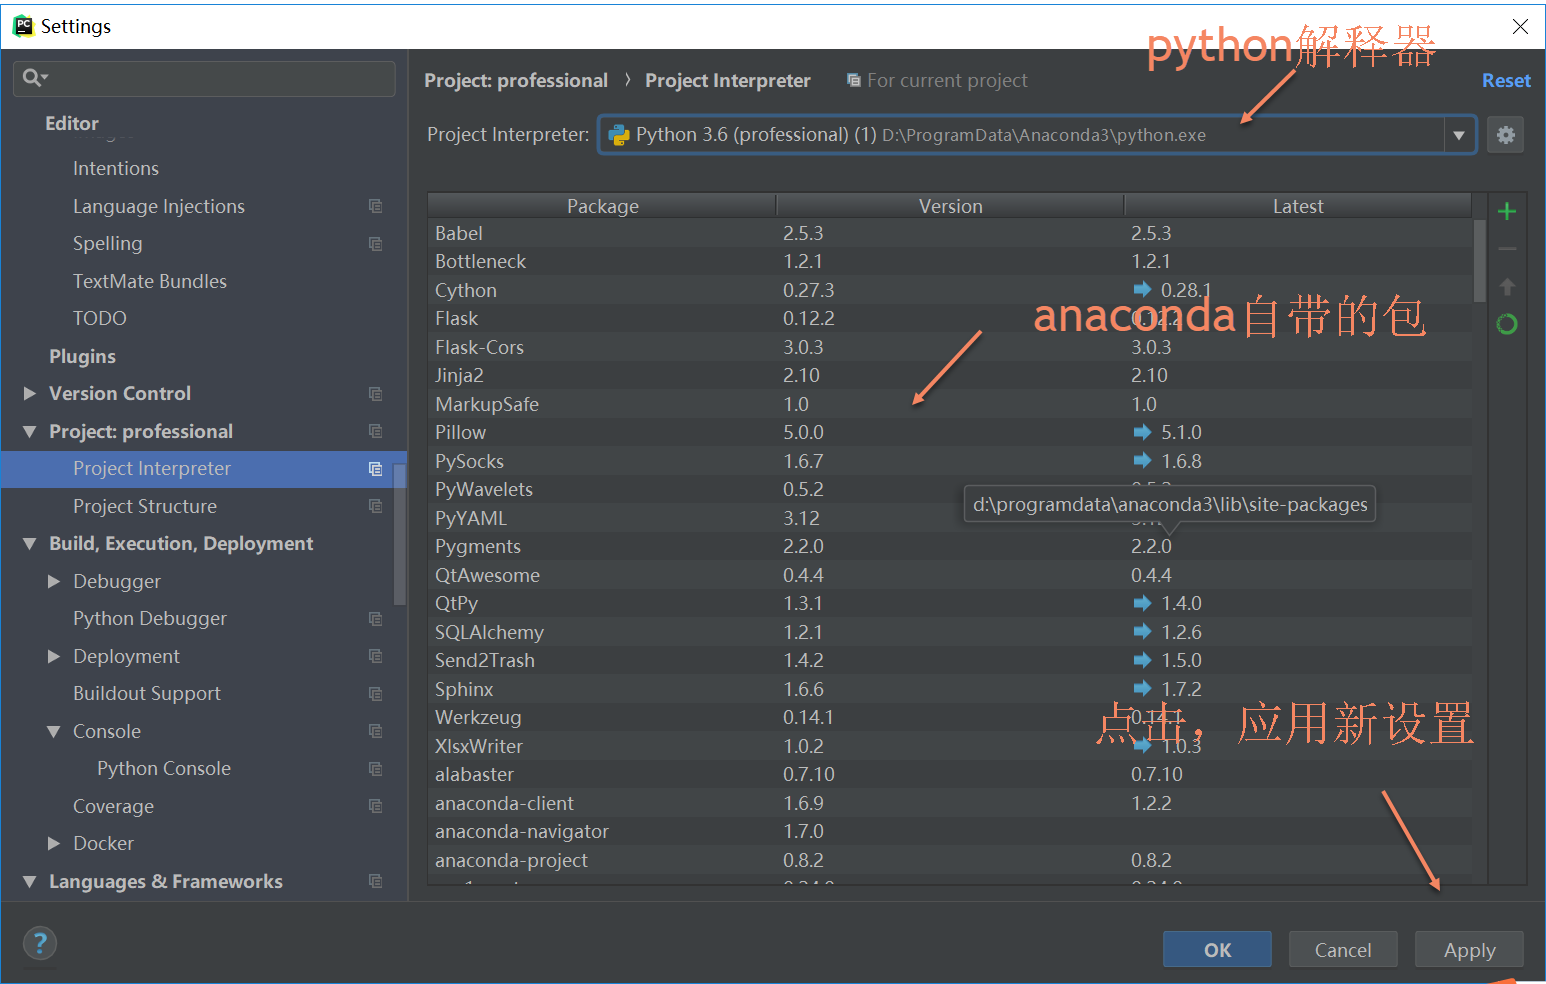 Settings
python解释器
Project: professional › Project Interpreter For current project Reset
Editor
Project Interpreter: Python 3.6 (professional) (1) D:\ProgramData\Anaconda3\python.exe
Intentions
Language Injections
Spelling
TextMate Bundles
TODO
Plugins
Version Control
Project: professional
Project Interpreter
Project Structure
Build, Execution, Deployment
Debugger
Python Debugger
Deployment
Buildout Support
Console
Python Console
Coverage
Docker
Languages & Frameworks
Package Version Latest
Babel 2.5.3 2.5.3
Bottleneck 1.2.1 1.2.1
Cython 0.27.3 0.28.1
anaconda自带的包
Flask 0.12.2 0.12.2
Flask-Cors 3.0.3 3.0.3
Jinja2 2.10 2.10
MarkupSafe 1.0 1.0
Pillow 5.0.0 5.1.0
PySocks 1.6.7 1.6.8
PyWavelets 0.5.2
d:\programdata\anaconda3\lib\site-packages
PyYAML 3.12
Pygments 2.2.0 2.2.0
QtAwesome 0.4.4 0.4.4
QtPy 1.3.1 1.4.0
SQLAlchemy 1.2.1 1.2.6
Send2Trash 1.4.2 1.5.0
Sphinx 1.6.6 1.7.2
Werkzeug 0.14.1 0.14.1
点击，应用新设置
XlsxWriter 1.0.2 1.0.3
alabaster 0.7.10 0.7.10
anaconda-client 1.6.9 1.2.2
anaconda-navigator 1.7.0
anaconda-project 0.8.2 0.8.2
? OK Cancel Apply